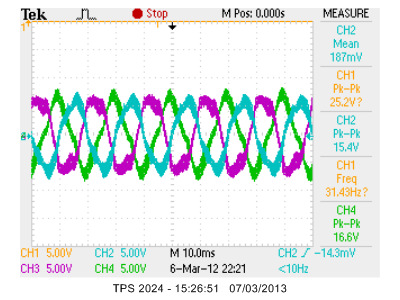 Tek Stop M Pos: 0.000s MEASURE
CH2
Mean
187mV
CH1
Pk-Pk
25.2V?
CH2
Pk-Pk
15.4V
CH1
Freq
31.43Hz?
CH4
Pk-Pk
16.6V
CH1 5.00V CH2 5.00V M 10.0ms CH2 -14.3mV
CH3 5.00V CH4 5.00V 6-Mar-12 22:21 <10Hz
TPS 2024 - 15:26:51 07/03/2013